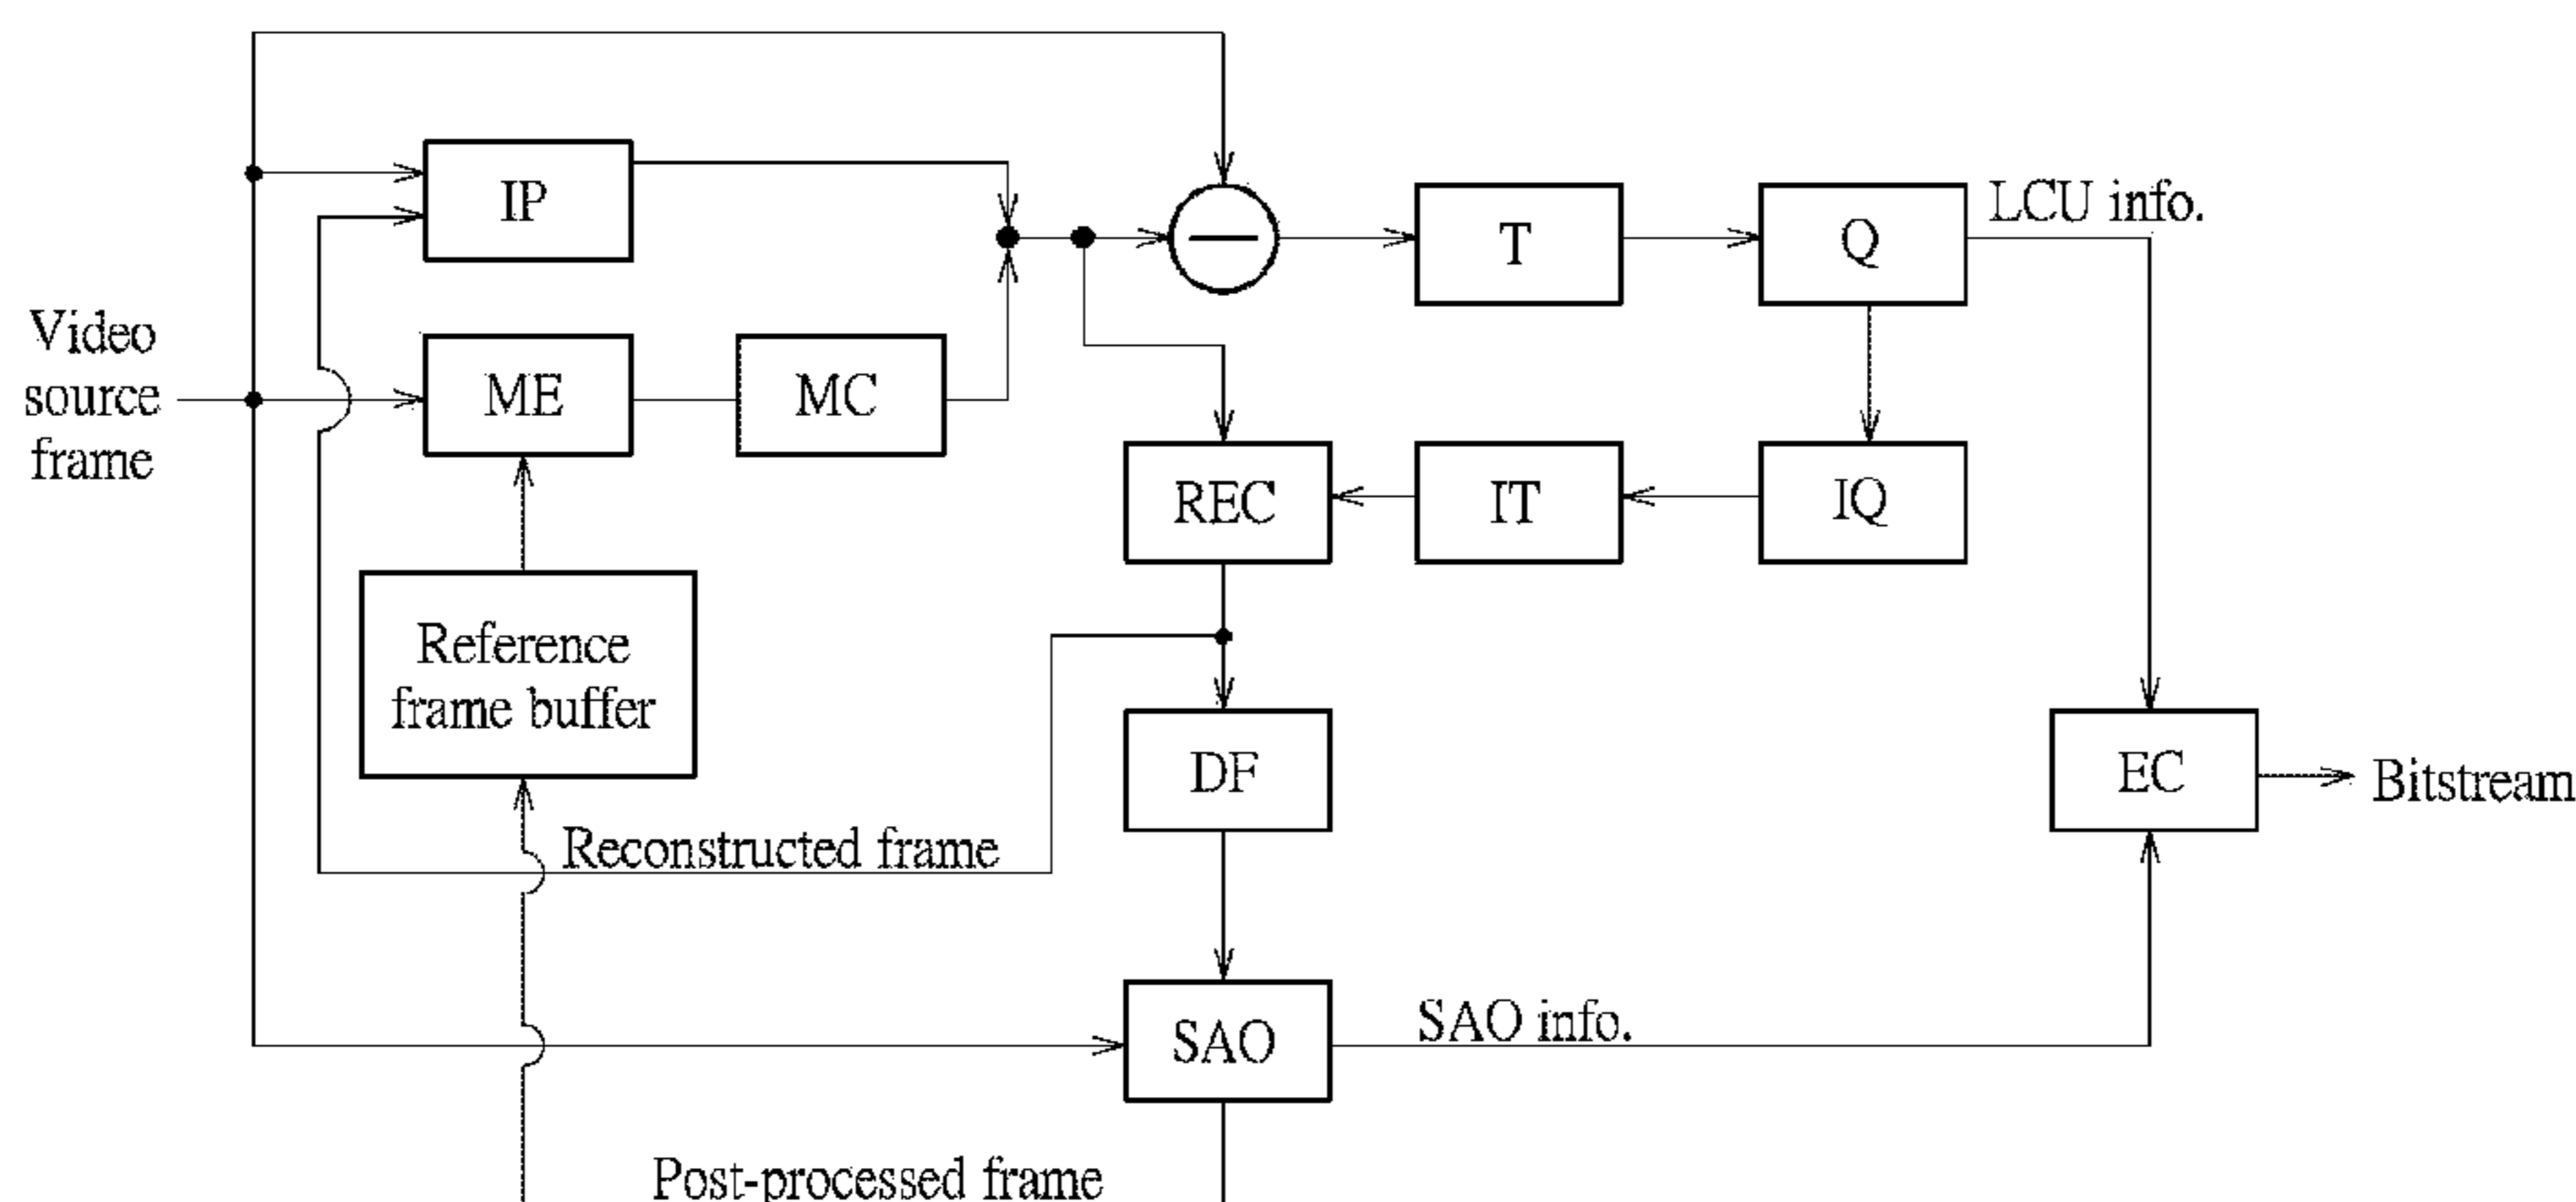 IP
T
Q
LCU info.
Video
source
frame
ME
MC
REC
IT
IQ
Reference
frame buffer
DF
EC
Bitstream
Reconstructed frame
SAO
SAO info.
Post-processed frame